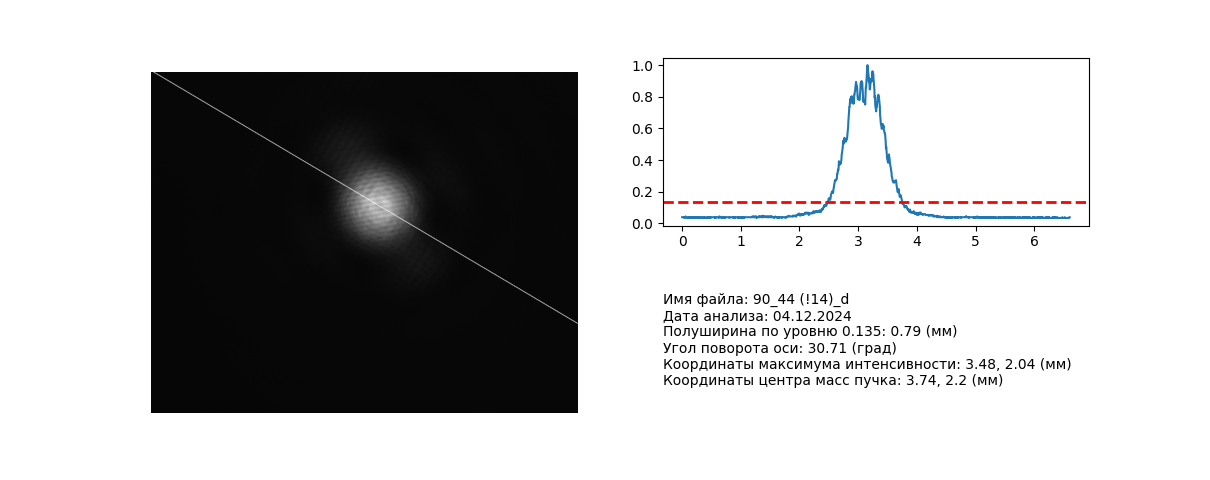 1.0
0.8
0.6
0.4
0.2
0.0
0 1 2 3 4 5 6
Имя файла: 90_44 (!14)_d
Дата анализа: 04.12.2024
Полуширина по уровню 0.135: 0.79 (мм)
Угол поворота оси: 30.71 (град)
Координаты максимума интенсивности: 3.48, 2.04 (мм)
Координаты центра масс пучка: 3.74, 2.2 (мм)